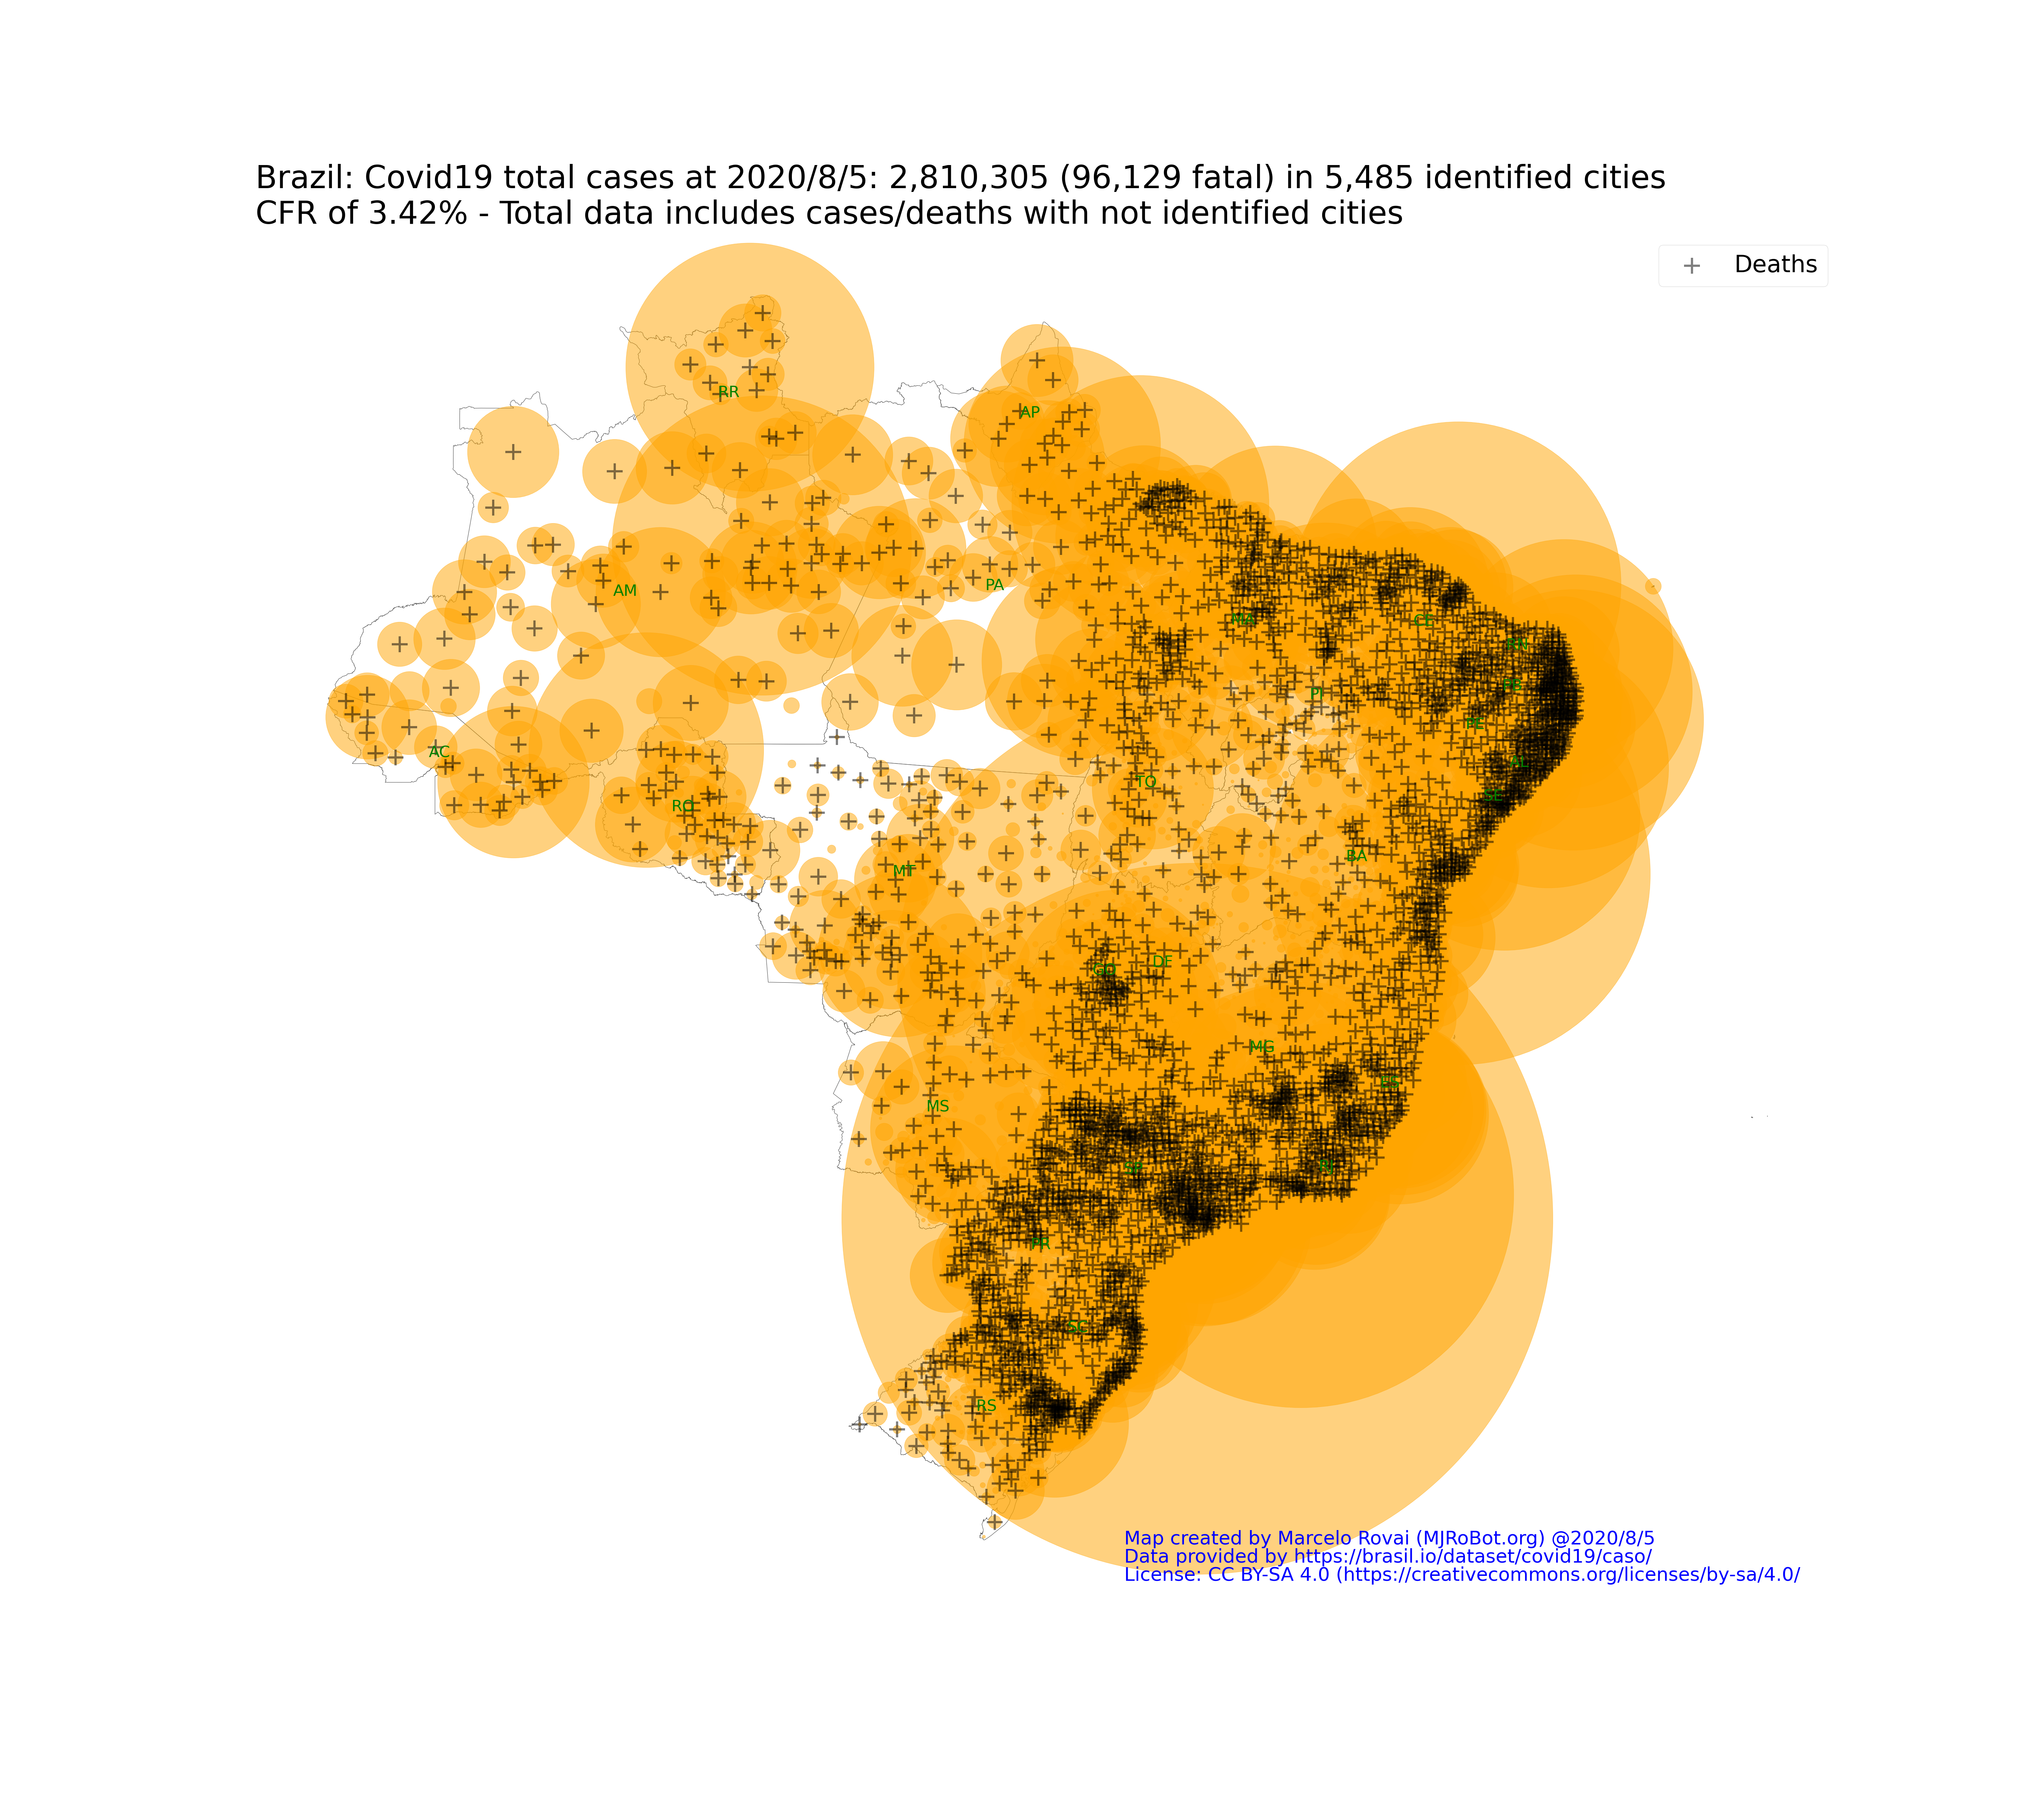 Brazil: Covid19 total cases at 2020/8/5: 2,810,305 (96,129 fatal) in 5,485 identified cities
CFR of 3.42% - Total data includes cases/deaths with not identified cities
+ Deaths
RR
AP
AM
PA
MA
CE
RN
PB
PI
PE
AC
AL
TO
SE
RO
BA
MT
DF
GO
MG
ES
MS
SP
RJ
PR
SC
RS
Map created by Marcelo Rovai (MJRoBot.org) @2020/8/5
Data provided by https://brasil.io/dataset/covid19/caso/
License: CC BY-SA 4.0 (https://creativecommons.org/licenses/by-sa/4.0/